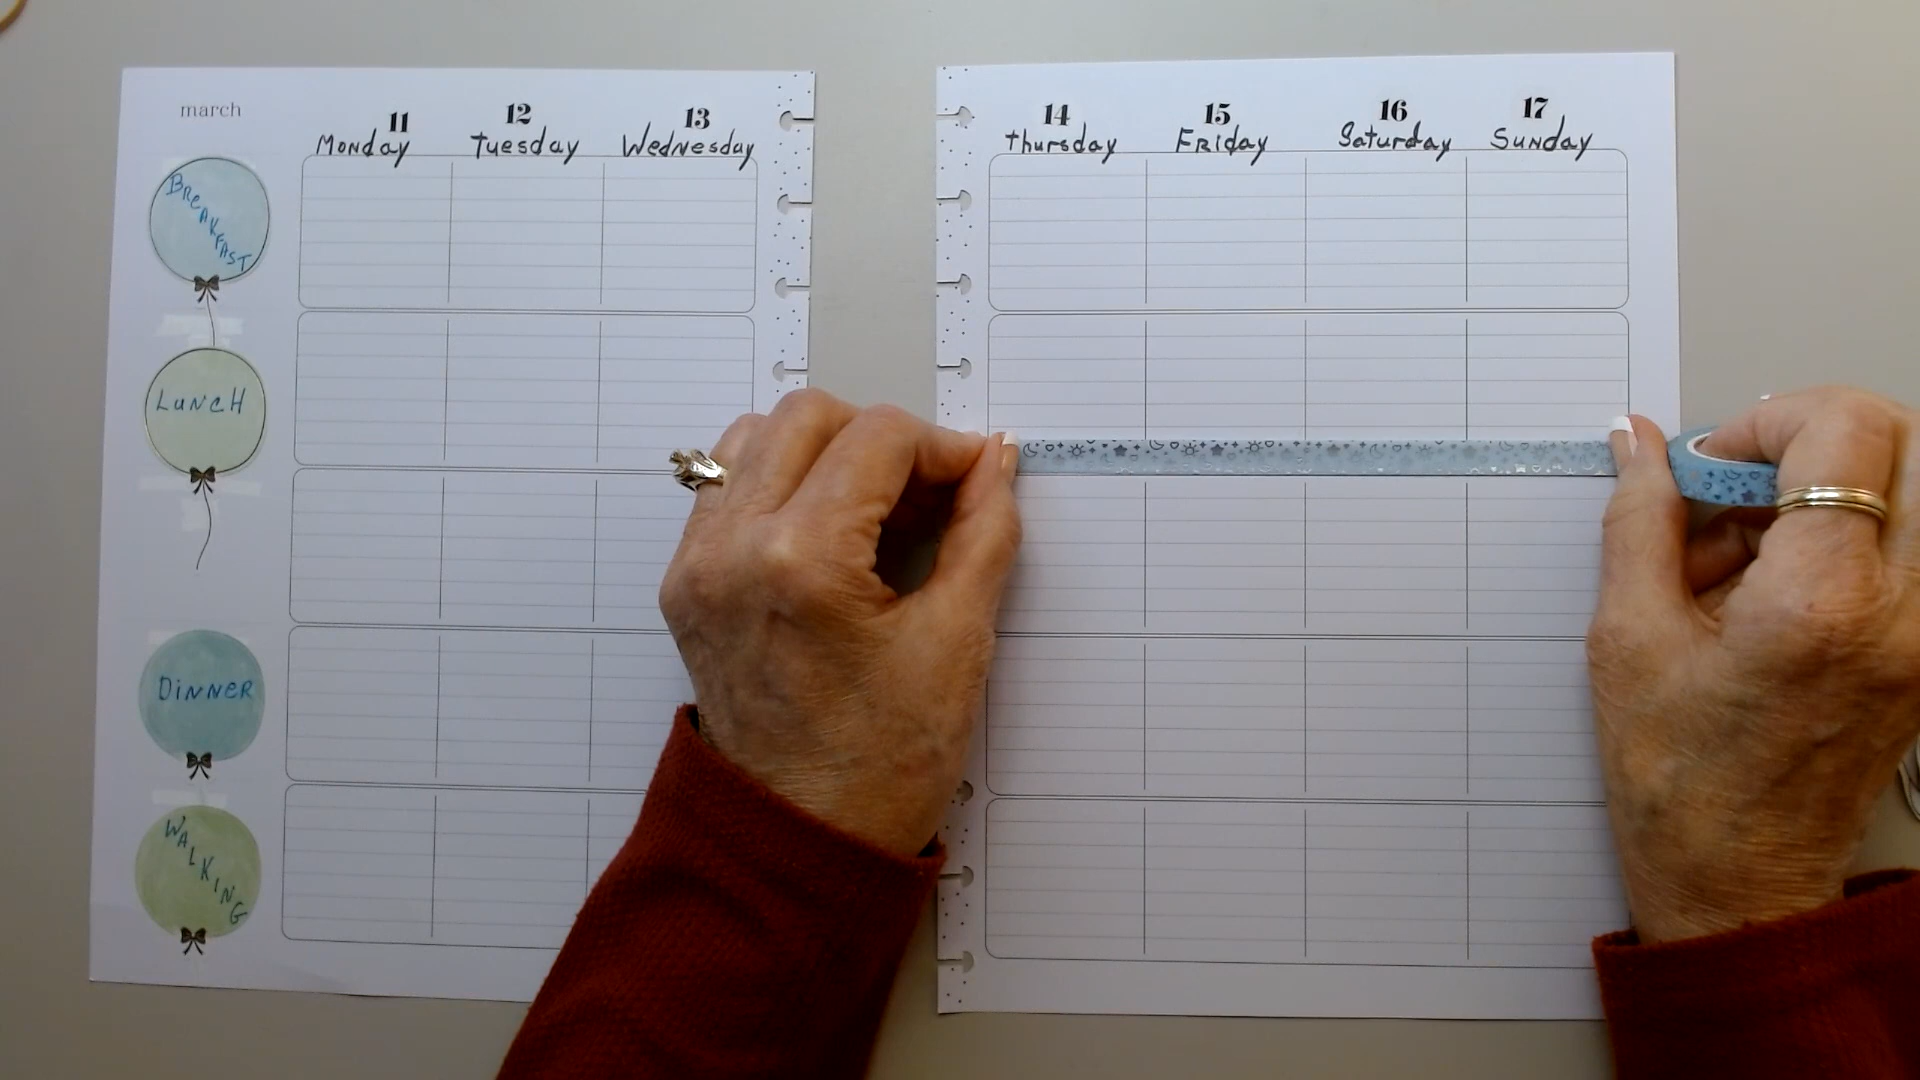 march
11 12 13 14 15 16 17
Monday Tuesday Wednesday Thursday Friday Saturday Sunday
BReAKFAST
LuncH
DiNNeR
WALKING